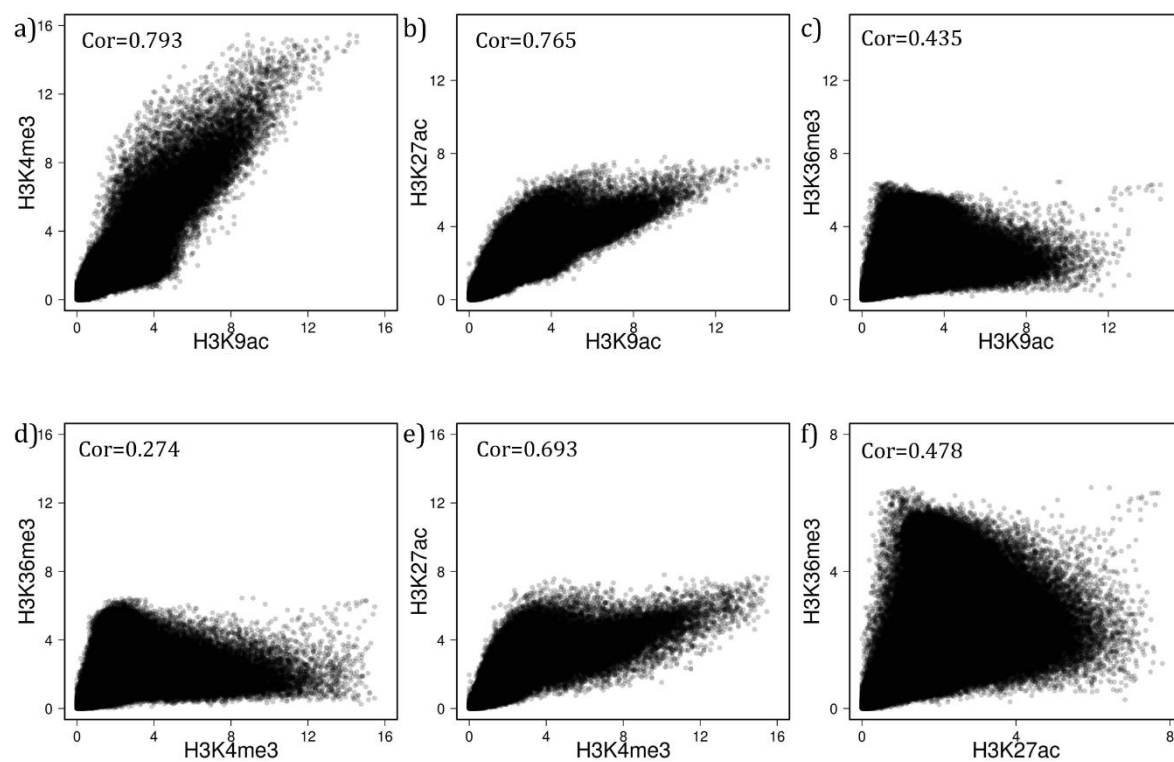 a)
Cor=0.793
H3K4me3
16
12
8
4
0
0 4 8 12 16
H3K9ac
b)
Cor=0.765
H3K27ac
16
12
8
4
0
0 4 8 12
H3K9ac
c)
Cor=0.435
H3K36me3
16
12
8
4
0
0 4 8 12
H3K9ac
d)
Cor=0.274
H3K36me3
16
12
8
4
0
0 4 8 12 16
H3K4me3
e)
Cor=0.693
H3K27ac
16
12
8
4
0
0 4 8 12 16
H3K4me3
f)
Cor=0.478
H3K36me3
8
4
0
0 4 8
H3K27ac